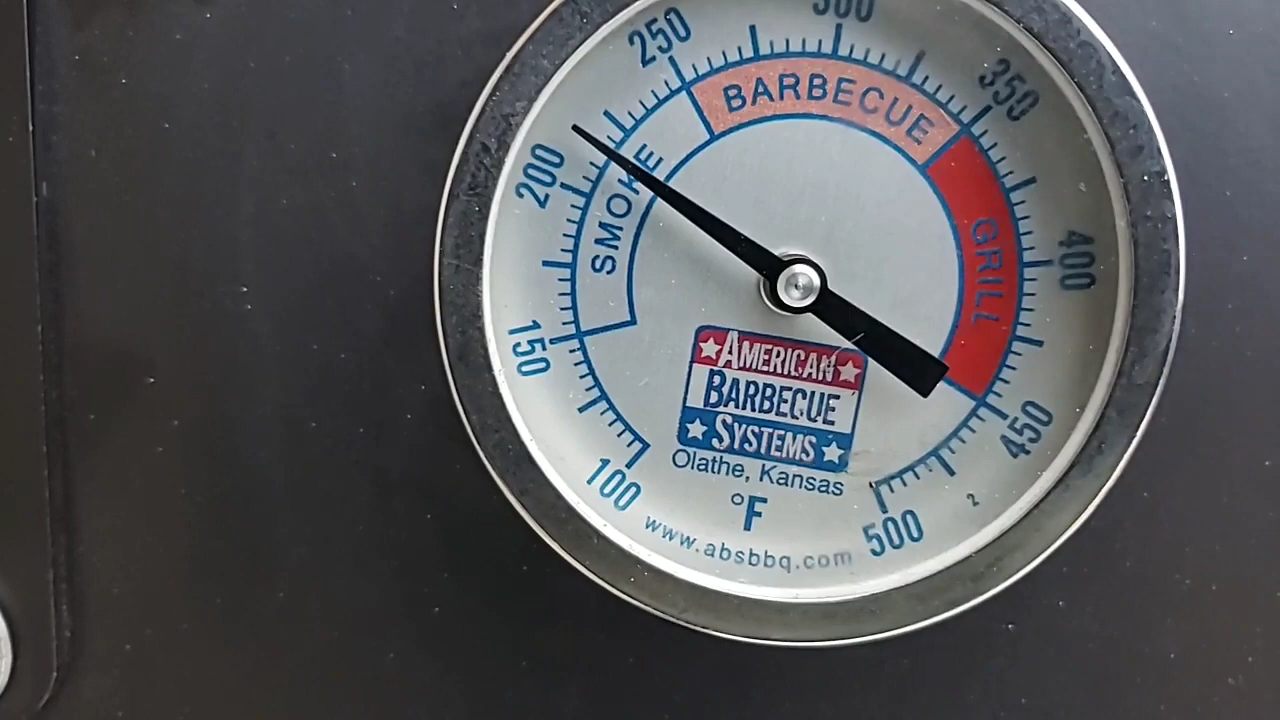 300
250
350
BARBECUE
200
SMOKE
400
GRILL
150
AMERICAN
BARBECUE
SYSTEMS
450
Olathe, Kansas
100
°F
2
500
www.absbbq.com